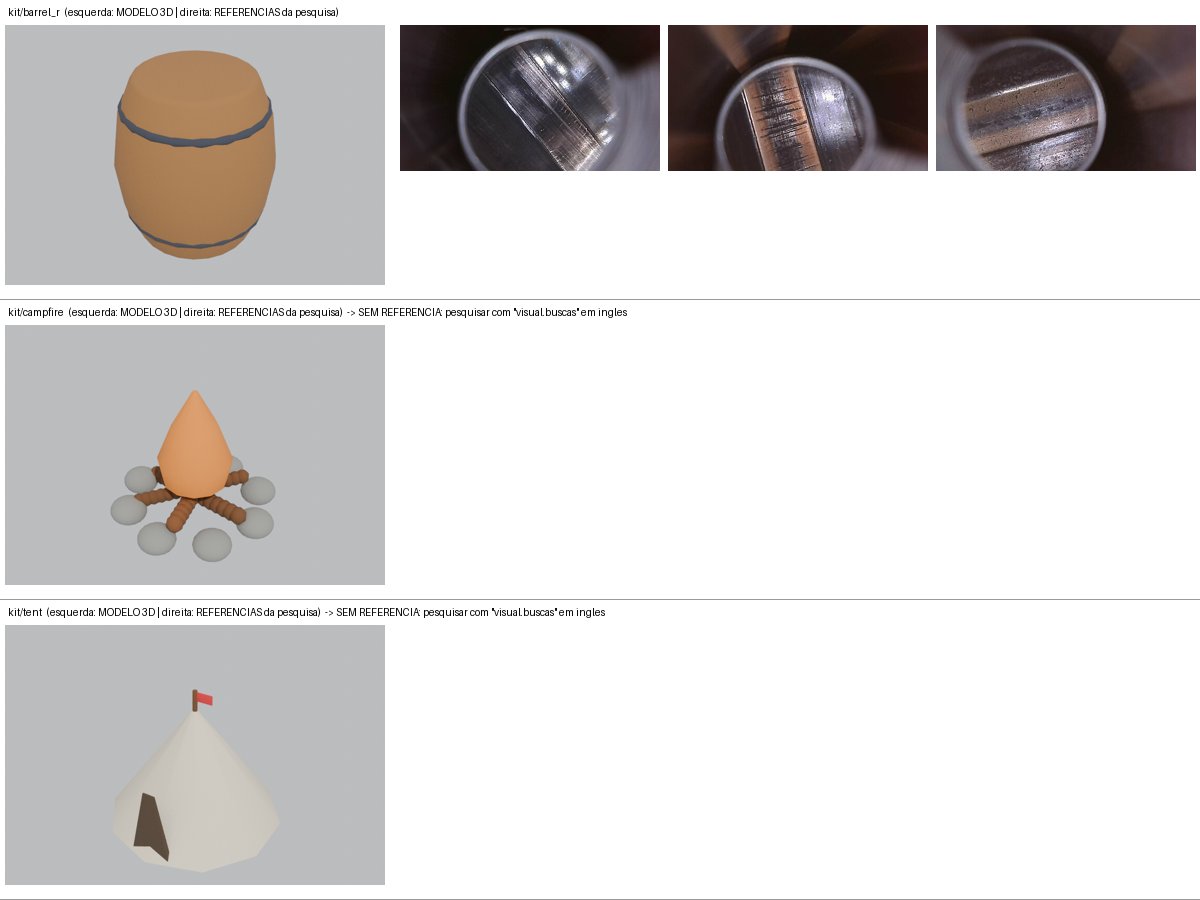 kit/barrel_r (esquerda: MODELO 3D | direita: REFERENCIAS da pesquisa)
kit/campfire (esquerda: MODELO 3D | direita: REFERENCIAS da pesquisa) -> SEM REFERENCIA: pesquisar com "visual.buscas" em ingles
kit/tent (esquerda: MODELO 3D | direita: REFERENCIAS da pesquisa) -> SEM REFERENCIA: pesquisar com "visual.buscas" em ingles